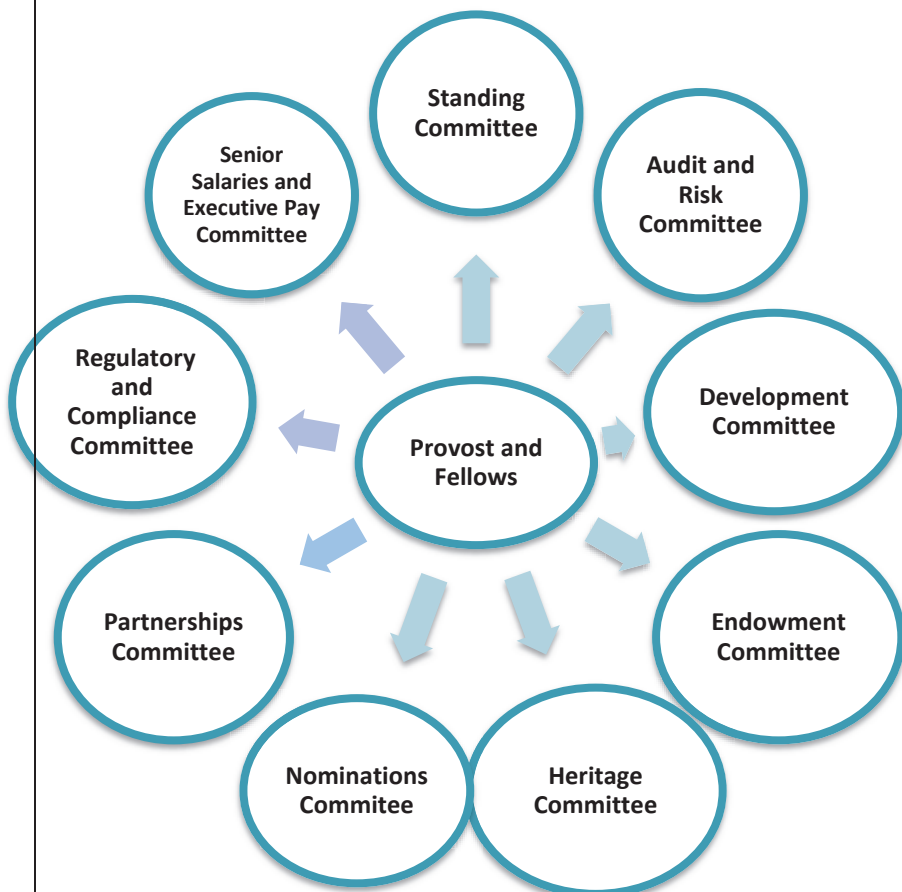 Standing
Committee
Senior
Salaries and
Executive Pay
Committee
Audit and
Risk
Committee
Regulatory
and
Compliance
Committee
Development
Committee
Provost and
Fellows
Partnerships
Committee
Endowment
Committee
Nominations
Commitee
Heritage
Committee